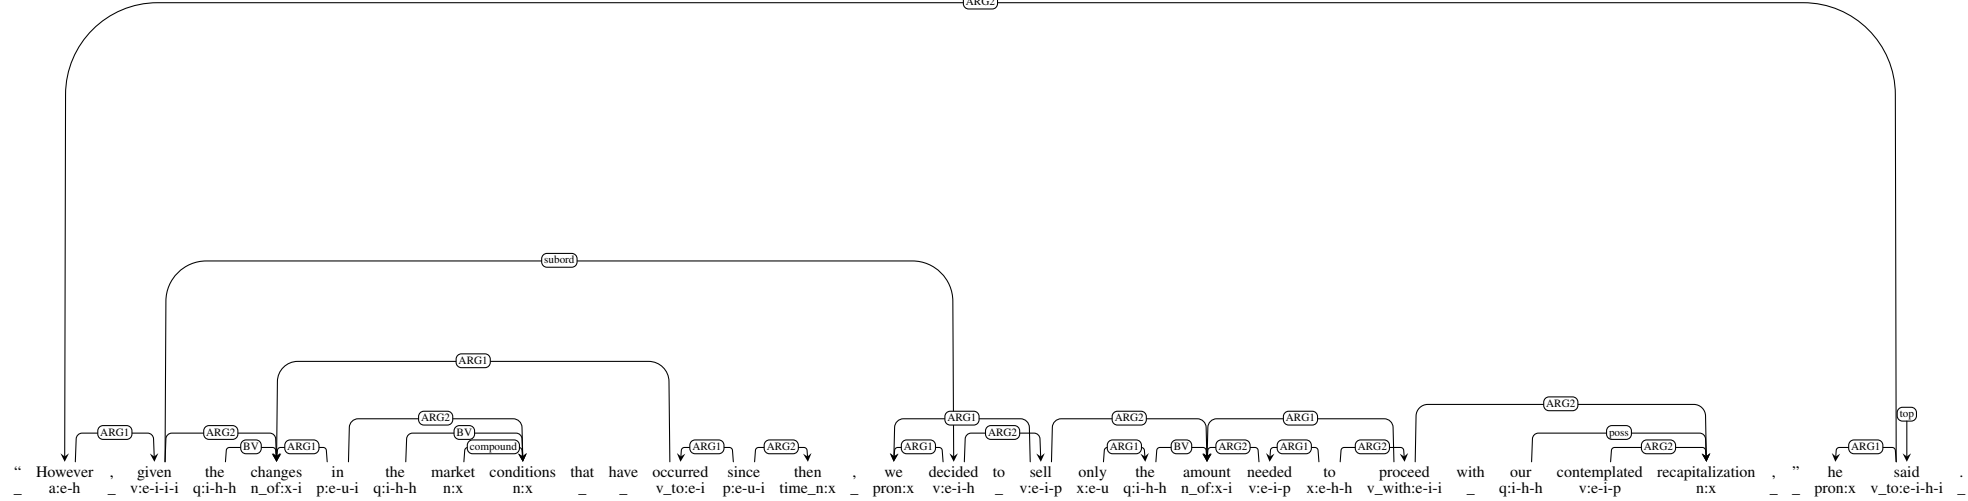 ARG2
subord
ARG1
ARG2 ARG1 ARG2 top
ARG1 ARG2 BV ARG2 ARG1 poss
BV ARG1 compound ARG1 ARG2 ARG1 ARG2 ARG1 BV ARG2 ARG1 ARG2 ARG2 ARG1
“ However , given the changes in the market conditions that have occurred since then , we decided to sell only the amount needed to proceed with our contemplated recapitalization , ” he said .
_ a:e-h _ v:e-i-i-i q:i-h-h n_of:x-i p:e-u-i q:i-h-h n:x n:x _ _ v_to:e-i p:e-u-i time_n:x _ pron:x v:e-i-h _ v:e-i-p x:e-u q:i-h-h n_of:x-i v:e-i-p x:e-h-h v_with:e-i-i _ q:i-h-h v:e-i-p n:x _ _ pron:x v_to:e-i-h-i _